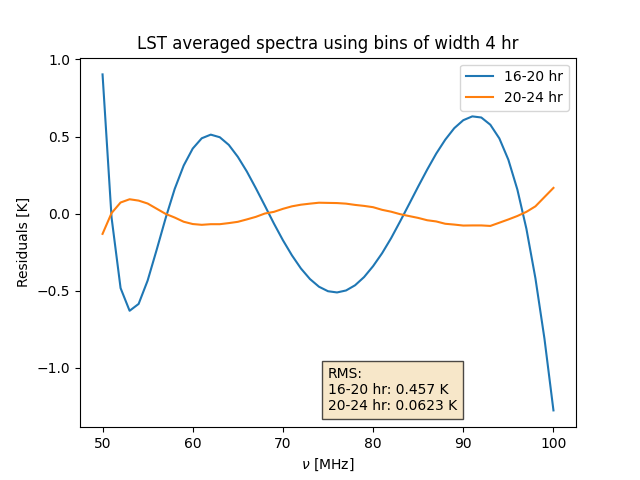 LST averaged spectra using bins of width 4 hr
16-20 hr
20-24 hr
1.0
0.5
0.0
−0.5
−1.0
Residuals [K]
RMS:
16-20 hr: 0.457 K
20-24 hr: 0.0623 K
50 60 70 80 90 100
ν [MHz]